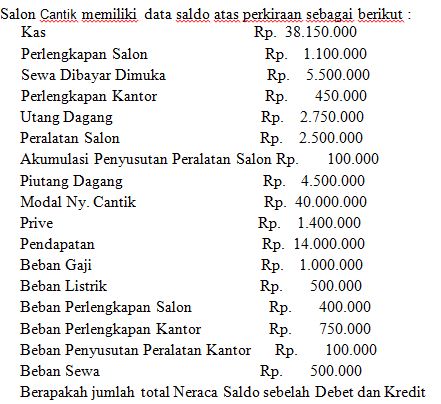 Salon Cantik memiliki data saldo atas perkiraan sebagai berikut :
Kas Rp. 38.150.000
Perlengkapan Salon Rp. 1.100.000
Sewa Dibayar Dimuka Rp. 5.500.000
Perlengkapan Kantor Rp. 450.000
Utang Dagang Rp. 2.750.000
Peralatan Salon Rp. 2.500.000
Akumulasi Penyusutan Peralatan Salon Rp. 100.000
Piutang Dagang Rp. 4.500.000
Modal Ny. Cantik Rp. 40.000.000
Prive Rp. 1.400.000
Pendapatan Rp. 14.000.000
Beban Gaji Rp. 1.000.000
Beban Listrik Rp. 500.000
Beban Perlengkapan Salon Rp. 400.000
Beban Perlengkapan Kantor Rp. 750.000
Beban Penyusutan Peralatan Kantor Rp. 100.000
Beban Sewa Rp. 500.000
Berapakah jumlah total Neraca Saldo sebelah Debet dan Kredit